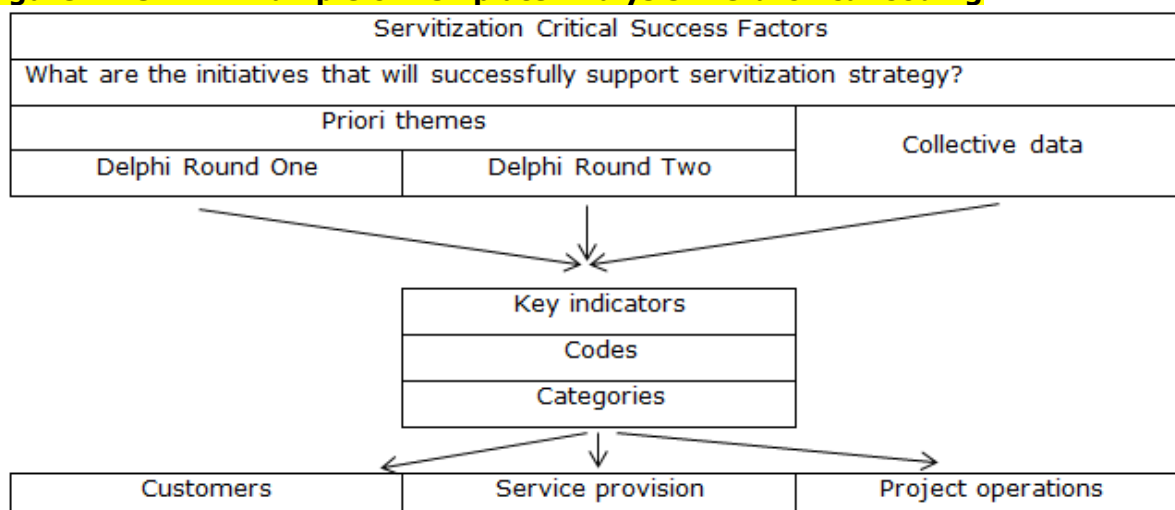 Servitization Critical Success Factors
What are the initiatives that will successfully support servitization strategy?
Priori themes
Collective data
Delphi Round One
Delphi Round Two
Key indicators
Codes
Categories
Customers
Service provision
Project operations